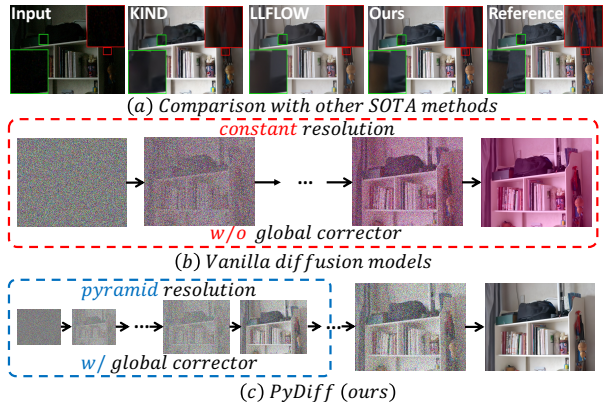 Input KIND LLFLOW Ours Reference
(a) Comparison with other SOTA methods
constant resolution
...
w/o global corrector
(b) Vanilla diffusion models
pyramid resolution
... ...
w/ global corrector
(c) PyDiff (ours)